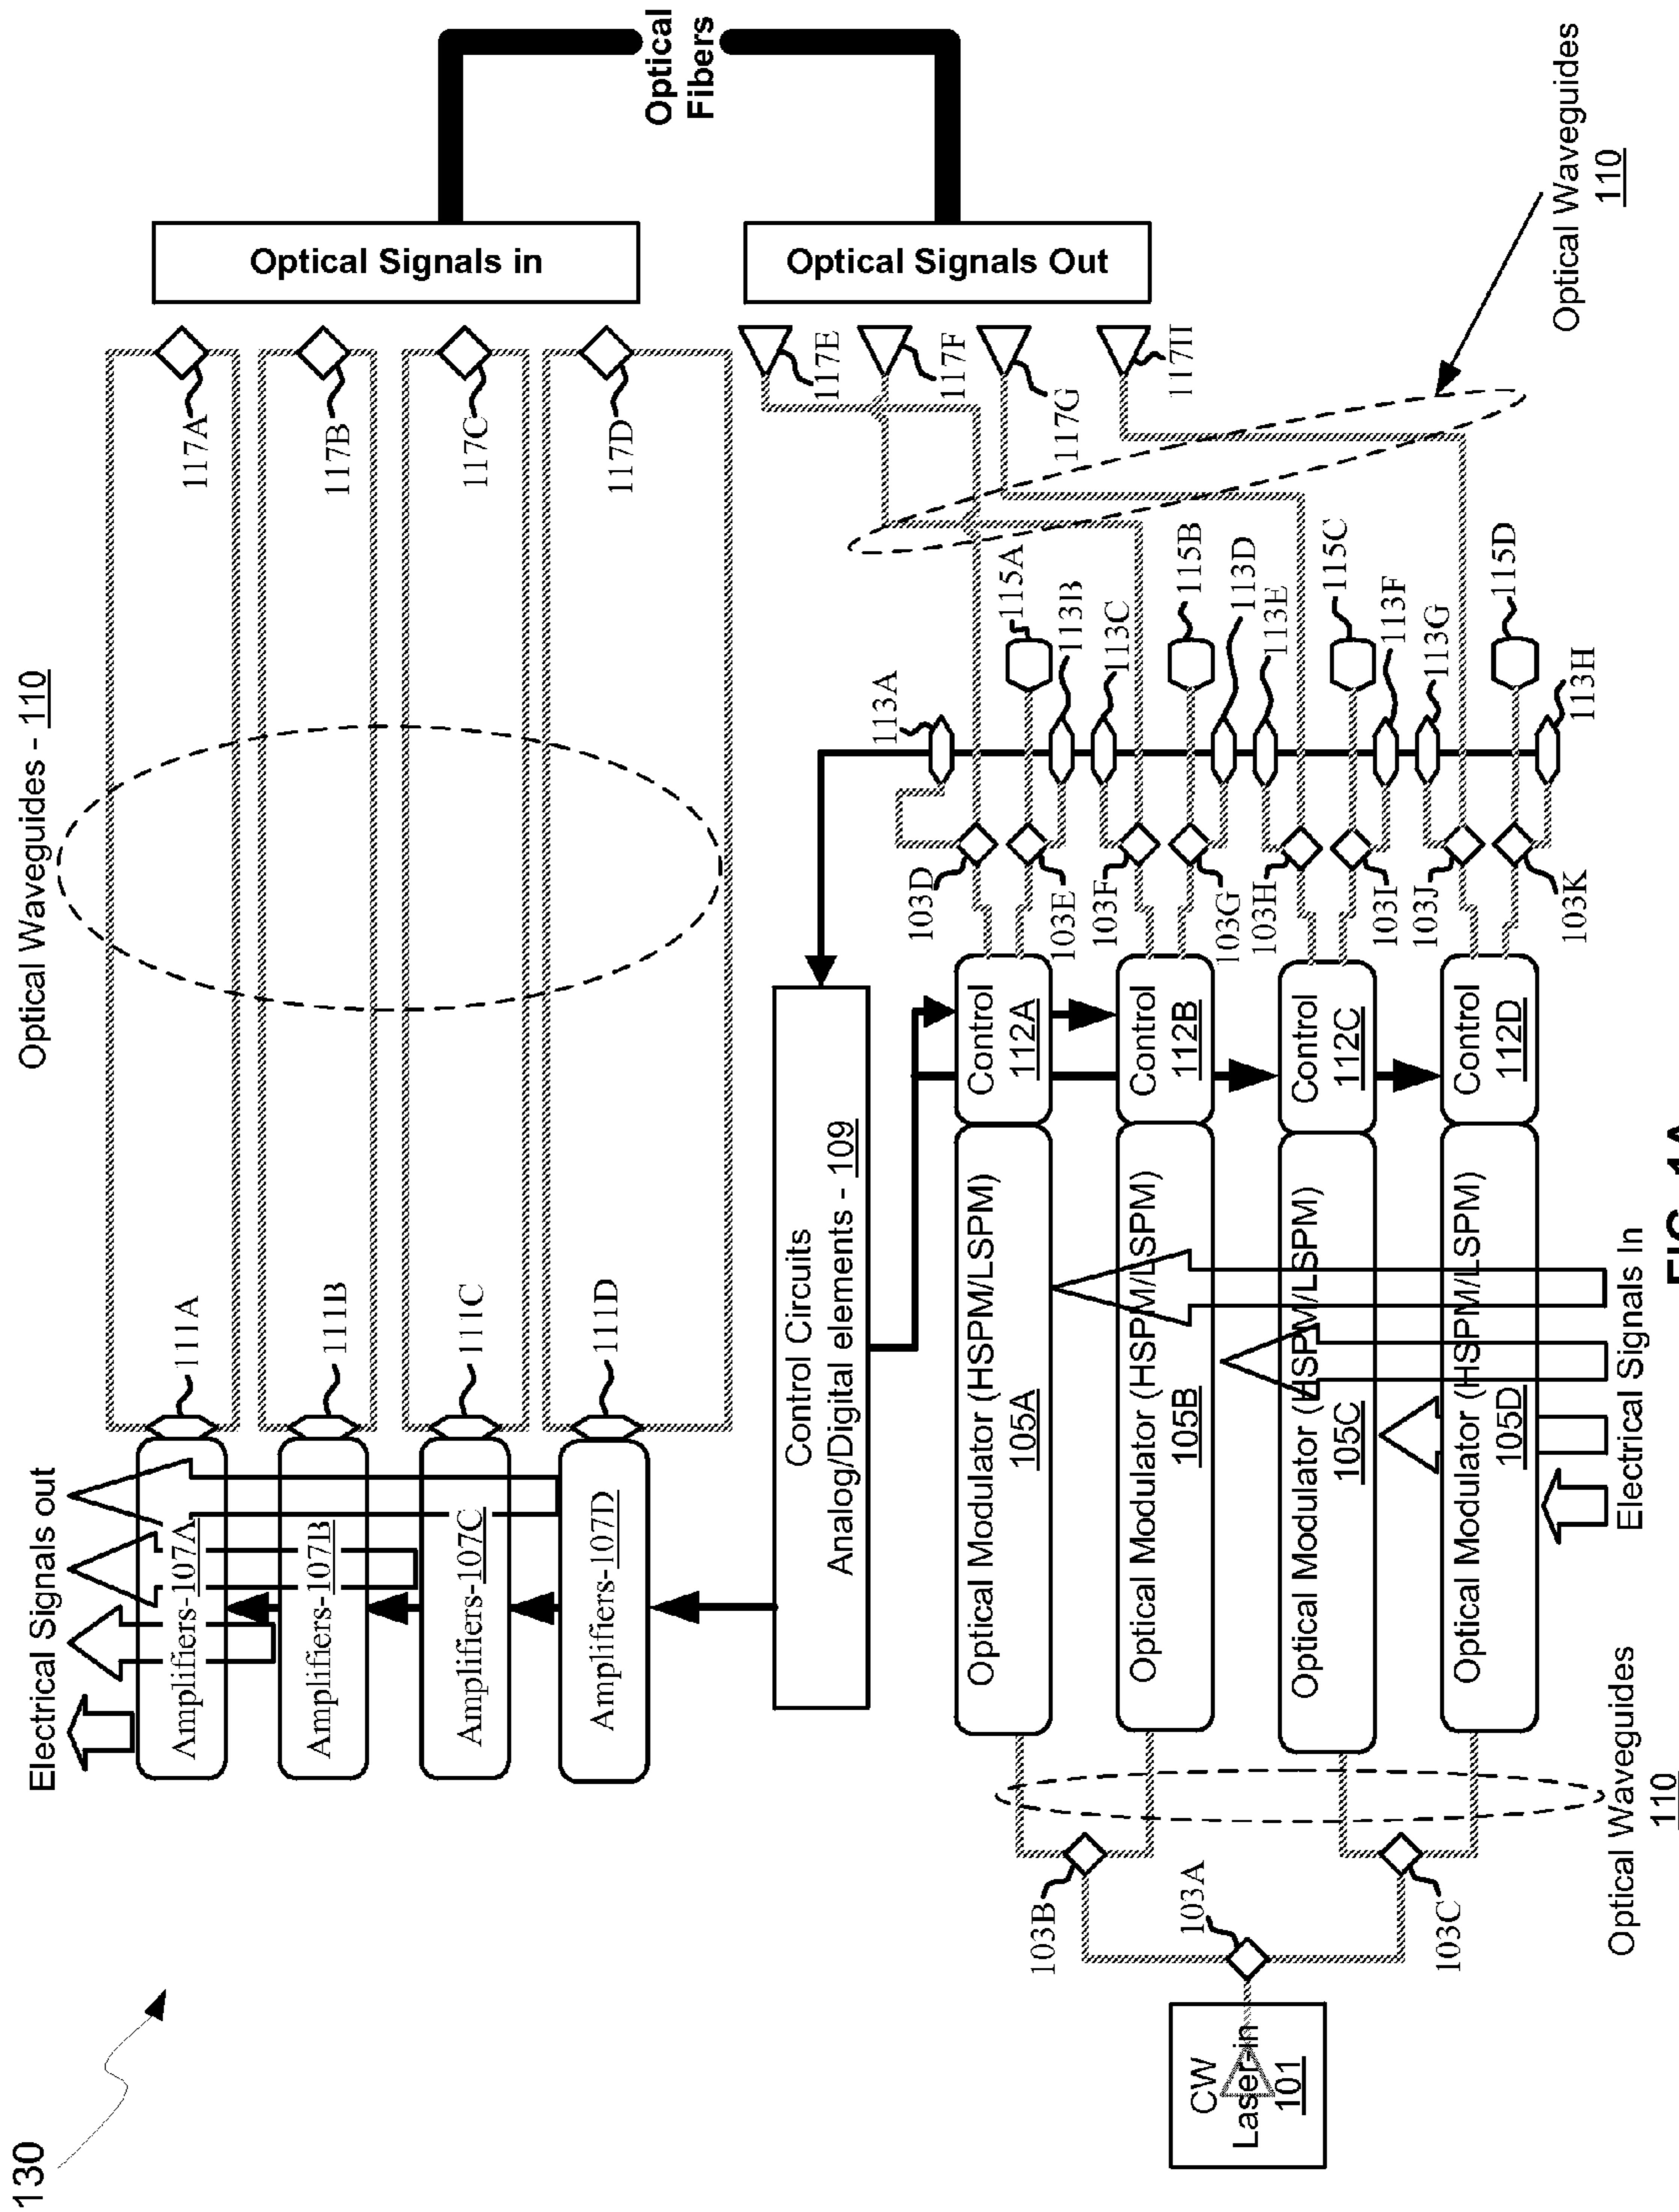 130
Optical Waveguides - 110
Electrical Signals out
Amplifiers-107A
Amplifiers-107B
Amplifiers-107C
Amplifiers-107D
111A
111B
111C
111D
117A
117B
117C
117D
Optical Signals in
Optical
Fibers
Optical Signals Out
117E
117F
117G
117H
Control Circuits
Analog/Digital elements - 109
CW
Laser-in
101
103A
103B
103C
Optical Waveguides
110
Optical Modulator (HSPM/LSPM)
105A
Control
112A
Optical Modulator (HSPM/LSPM)
105B
Control
112B
Optical Modulator (HSPM/LSPM)
105C
Control
112C
Optical Modulator (HSPM/LSPM)
105D
Control
112D
103D
103E
103F
103G
103H
103I
103J
103K
113A
115A
113B
113C
115B
113D
113E
115C
113F
113G
115D
113H
Optical Waveguides
110
Electrical Signals In
FIG. 1A